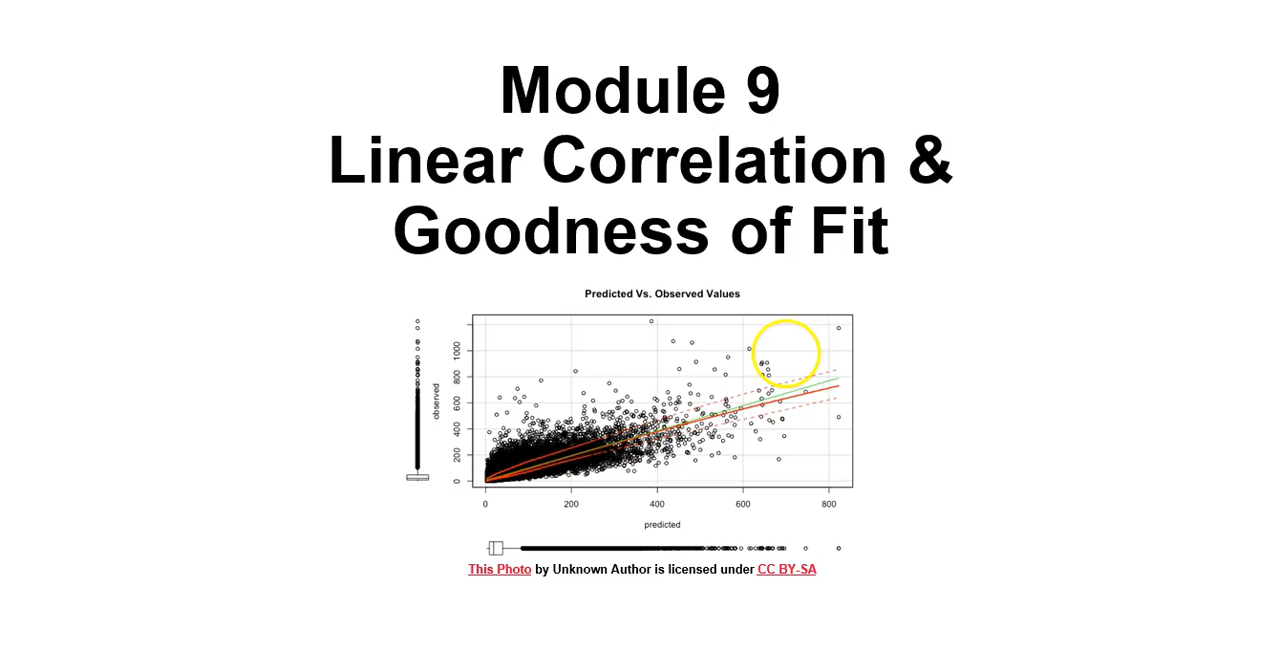 Module 9
Linear Correlation &
Goodness of Fit
Predicted Vs. Observed Values
observed
1000
800
600
400
200
0
0 200 400 600 800
predicted
This Photo by Unknown Author is licensed under CC BY-SA